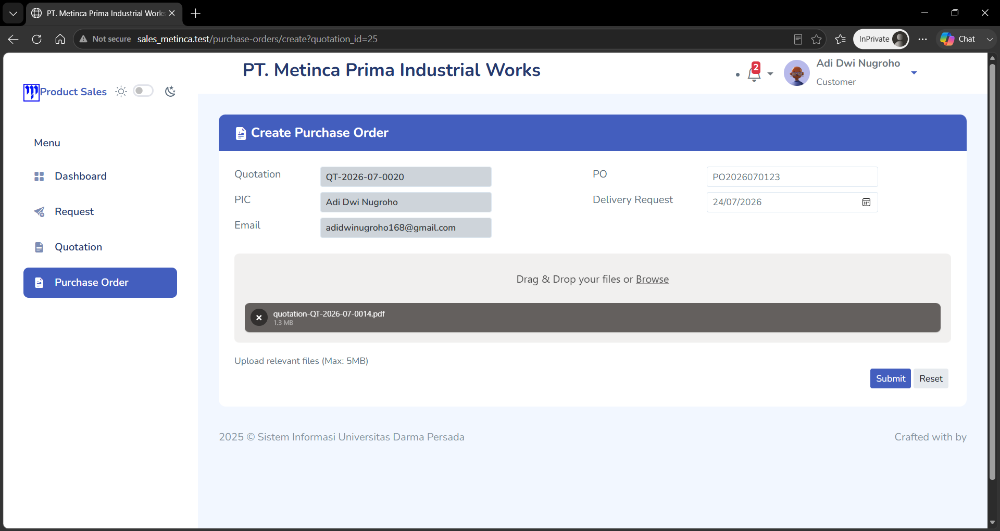 PT. Metinca Prima Industrial Works
Not secure
sales_metinca.test/purchase-orders/create?quotation_id=25
InPrivate
Chat
Product Sales
PT. Metinca Prima Industrial Works
2
Adi Dwi Nugroho
Customer
Menu
Dashboard
Request
Quotation
Purchase Order
Create Purchase Order
Quotation
QT-2026-07-0020
PO
PO2026070123
PIC
Adi Dwi Nugroho
Delivery Request
24/07/2026
Email
adidwinugroho168@gmail.com
Drag & Drop your files or Browse
quotation-QT-2026-07-0014.pdf
1.3 MB
Upload relevant files (Max: 5MB)
Submit
Reset
2025 © Sistem Informasi Universitas Darma Persada
Crafted with by